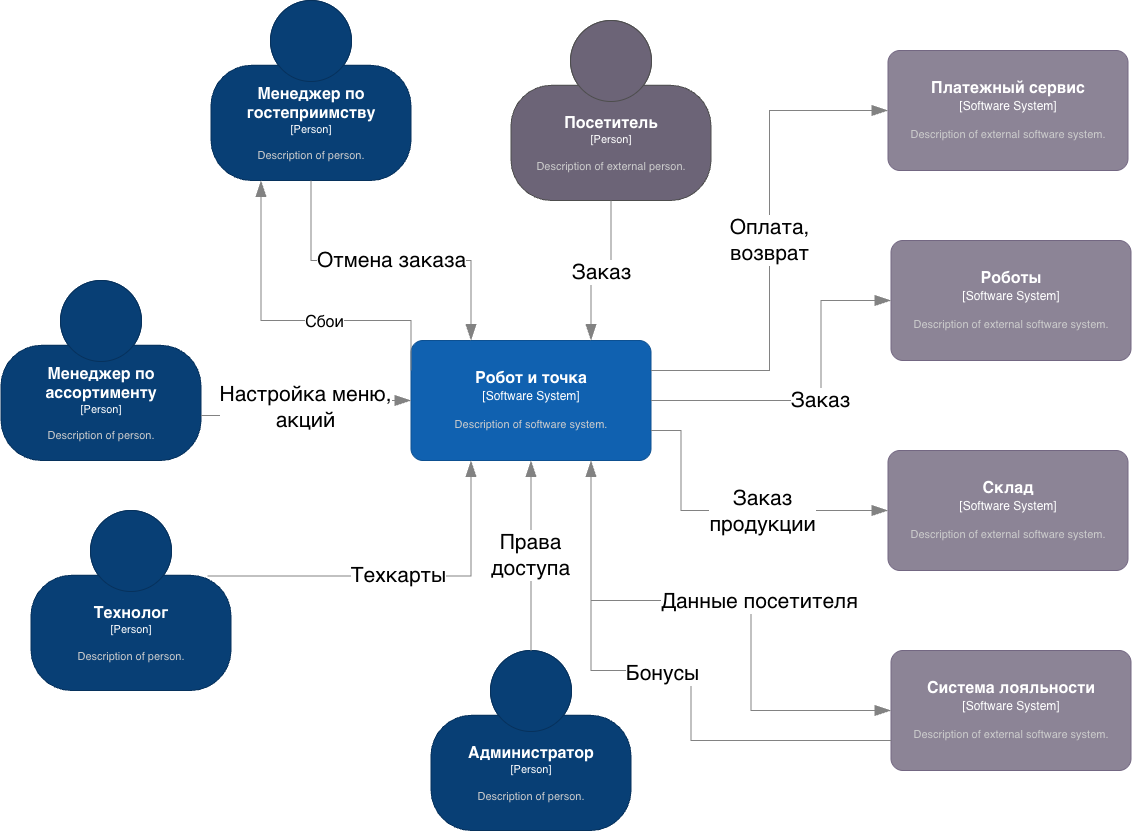 Менеджер по
гостеприимству
[Person]
Description of person.
Посетитель
[Person]
Description of external person.
Платежный сервис
[Software System]
Description of external software system.
Оплата,
возврат
Отмена заказа
Заказ
Роботы
[Software System]
Description of external software system.
Сбои
Менеджер по
ассортименту
[Person]
Description of person.
Настройка меню,
акций
Робот и точка
[Software System]
Description of software system.
Заказ
Склад
[Software System]
Description of external software system.
Заказ
продукции
Права
доступа
Техкарты
Технолог
[Person]
Description of person.
Данные посетителя
Бонусы
Система лояльности
[Software System]
Description of external software system.
Администратор
[Person]
Description of person.